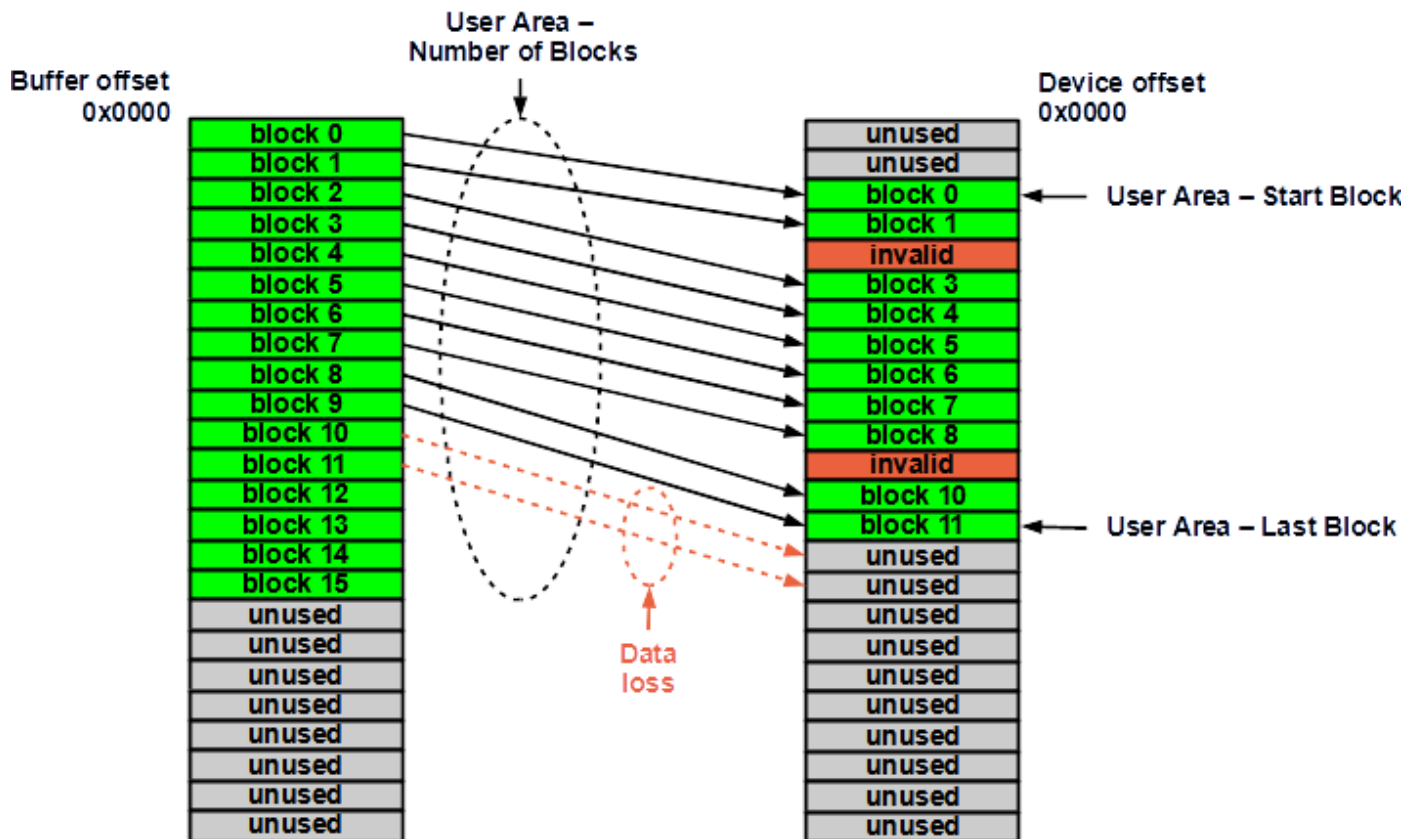 User Area –
Number of Blocks
Buffer offset
0x0000
Device offset
0x0000
block 0
block 1
block 2
block 3
block 4
block 5
block 6
block 7
block 8
block 9
block 10
block 11
block 12
block 13
block 14
block 15
unused
unused
unused
unused
unused
unused
unused
unused
Data
loss
unused
unused
block 0
block 1
invalid
block 3
block 4
block 5
block 6
block 7
block 8
invalid
block 10
block 11
unused
unused
unused
unused
unused
unused
unused
unused
unused
unused
User Area – Start Block
User Area – Last Block